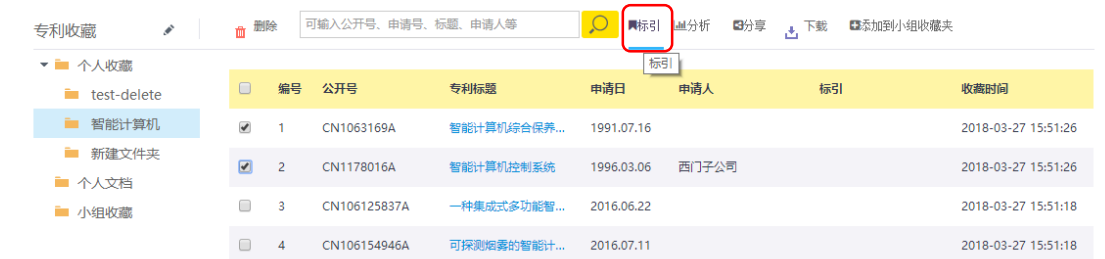 专利收藏
个人收藏
test-delete
智能计算机
新建文件夹
个人文档
小组收藏
删除 可输入公开号、申请号、标题、申请人等 标引 分析 分享 下载 添加到小组收藏夹
标引
编号 公开号 专利标题 申请日 申请人 标引 收藏时间
1 CN1063169A 智能计算机综合保养... 1991.07.16 2018-03-27 15:51:26
2 CN1178016A 智能计算机控制系统 1996.03.06 西门子公司 2018-03-27 15:51:26
3 CN106125837A 一种集成式多功能智... 2016.06.22 2018-03-27 15:51:18
4 CN106154946A 可探测烟雾的智能计... 2016.07.11 2018-03-27 15:51:18